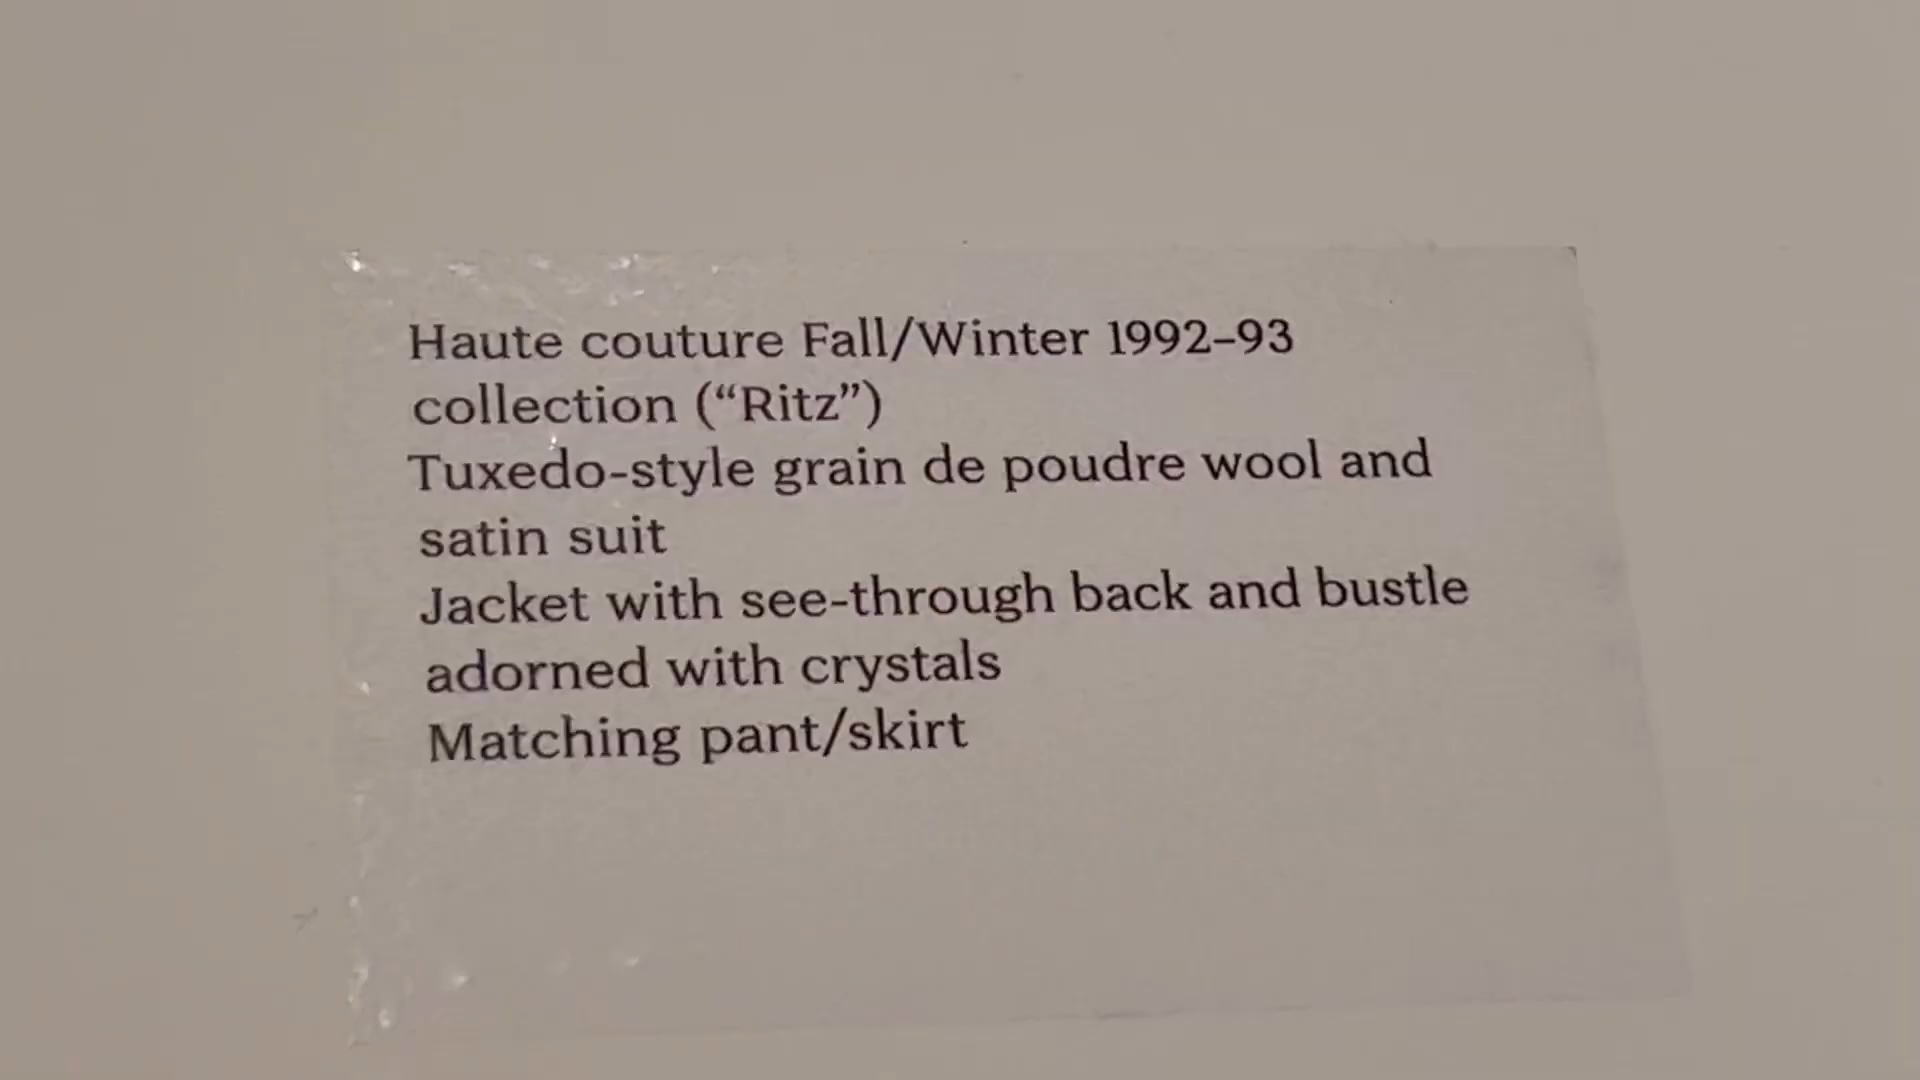 Haute couture Fall/Winter 1992–93
collection (“Ritz”)
Tuxedo-style grain de poudre wool and
satin suit
Jacket with see-through back and bustle
adorned with crystals
Matching pant/skirt